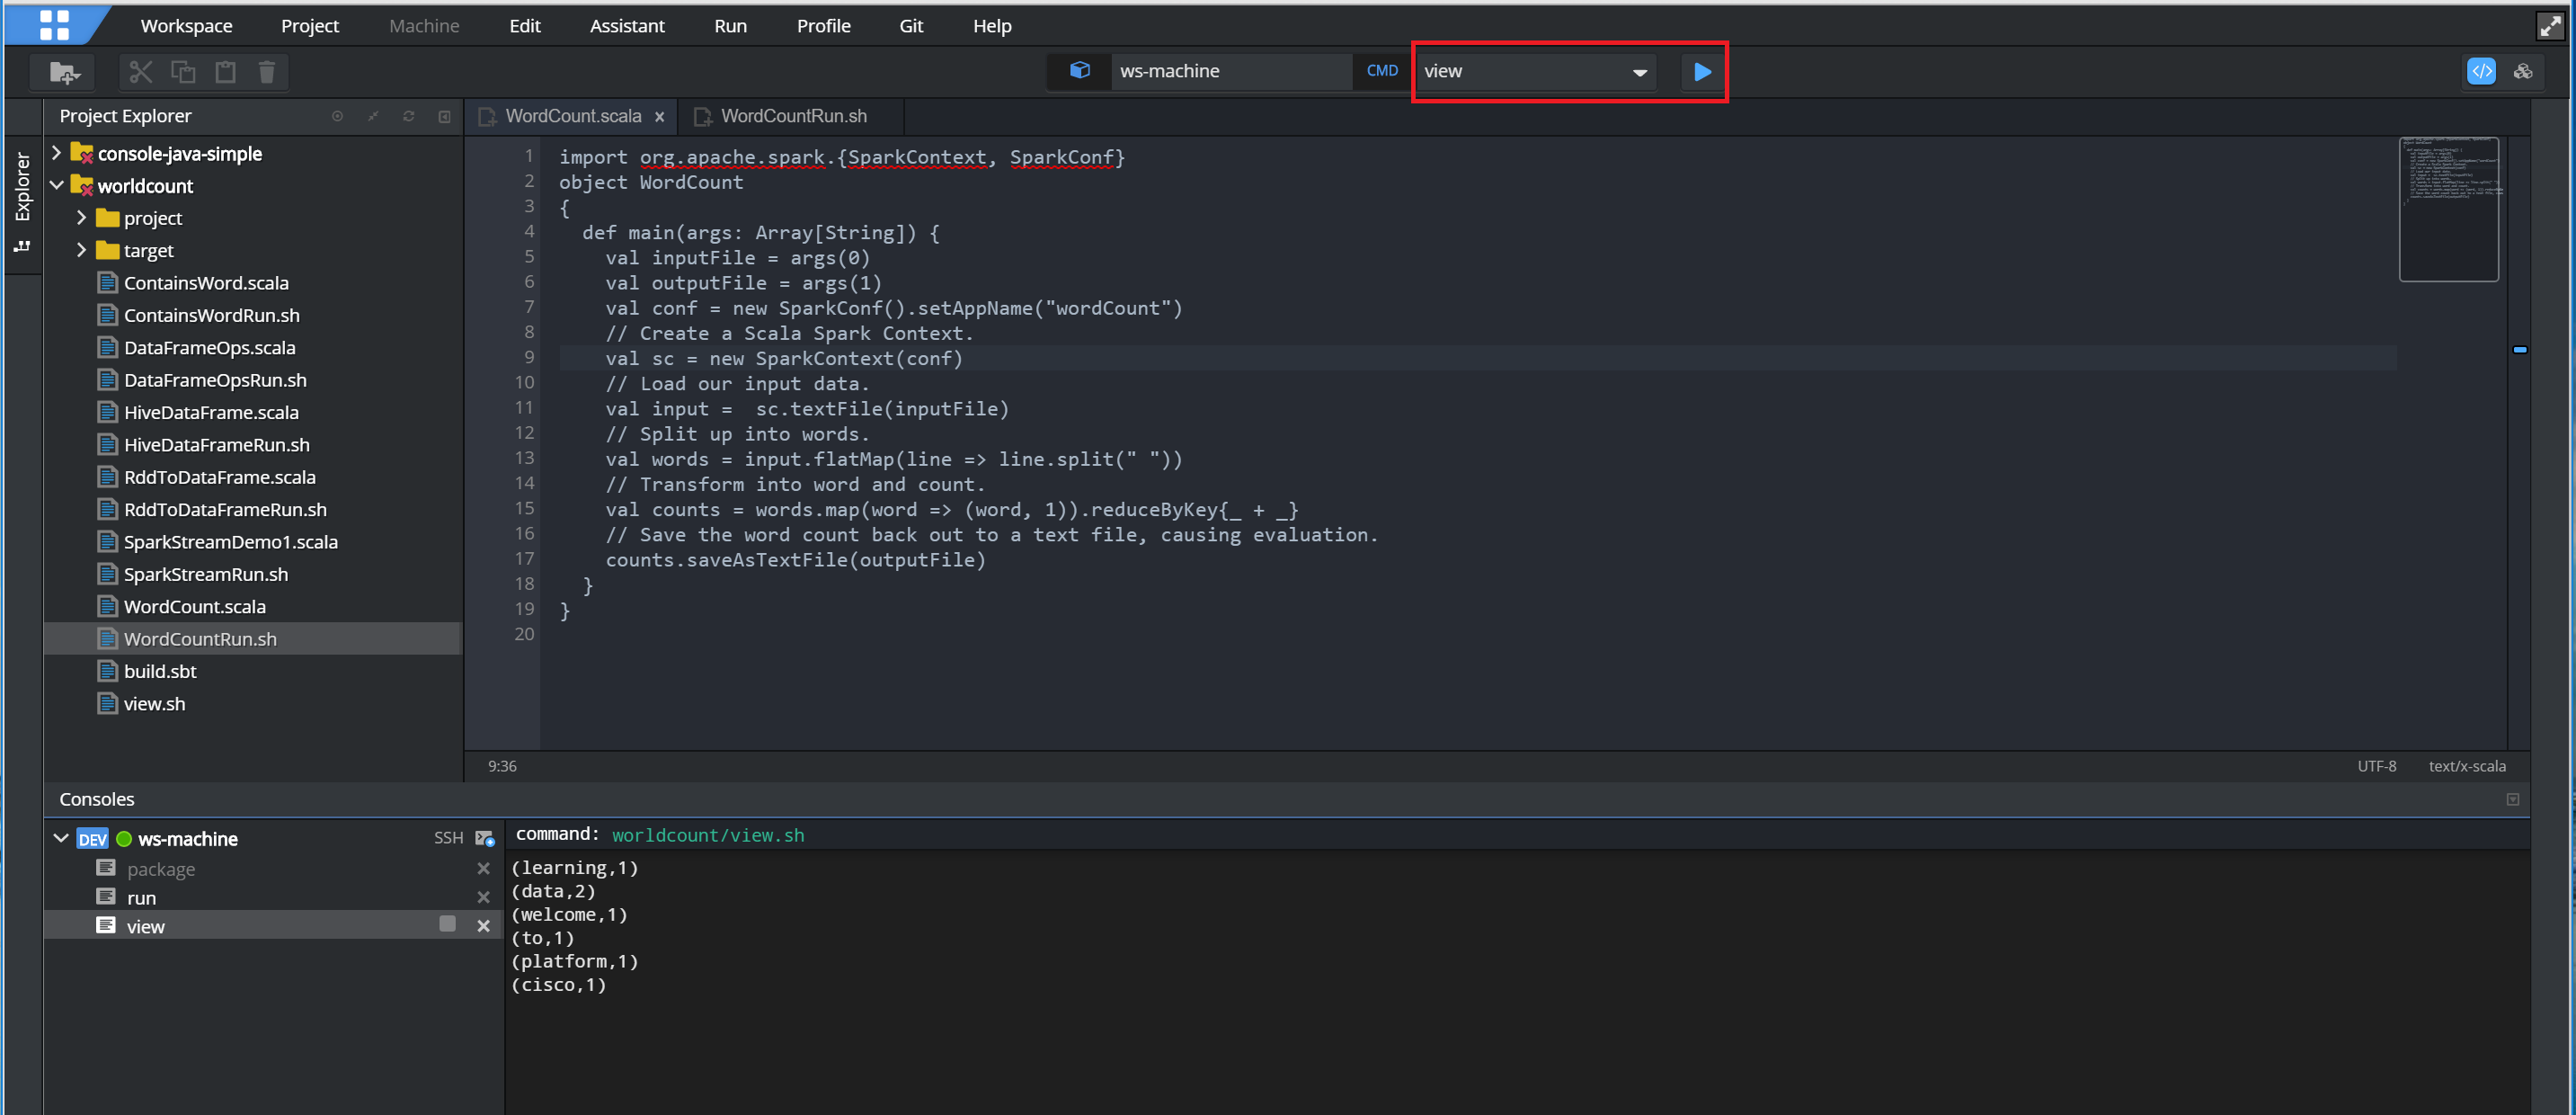 Workspace Project Machine Edit Assistant Run Profile Git Help
ws-machine CMD view
Project Explorer
WordCount.scala x WordCountRun.sh
Explorer
console-java-simple
worldcount
project
target
ContainsWord.scala
ContainsWordRun.sh
DataFrameOps.scala
DataFrameOpsRun.sh
HiveDataFrame.scala
HiveDataFrameRun.sh
RddToDataFrame.scala
RddToDataFrameRun.sh
SparkStreamDemo1.scala
SparkStreamRun.sh
WordCount.scala
WordCountRun.sh
build.sbt
view.sh
1 import org.apache.spark.{SparkContext, SparkConf}
2 object WordCount
3 {
4   def main(args: Array[String]) {
5     val inputFile = args(0)
6     val outputFile = args(1)
7     val conf = new SparkConf().setAppName("wordCount")
8     // Create a Scala Spark Context.
9     val sc = new SparkContext(conf)
10     // Load our input data.
11     val input =  sc.textFile(inputFile)
12     // Split up into words.
13     val words = input.flatMap(line => line.split(" "))
14     // Transform into word and count.
15     val counts = words.map(word => (word, 1)).reduceByKey{_ + _}
16     // Save the word count back out to a text file, causing evaluation.
17     counts.saveAsTextFile(outputFile)
18   }
19 }
20
9:36 UTF-8 text/x-scala
Consoles
DEV ws-machine SSH
package
run
view
command: worldcount/view.sh
(learning,1)
(data,2)
(welcome,1)
(to,1)
(platform,1)
(cisco,1)